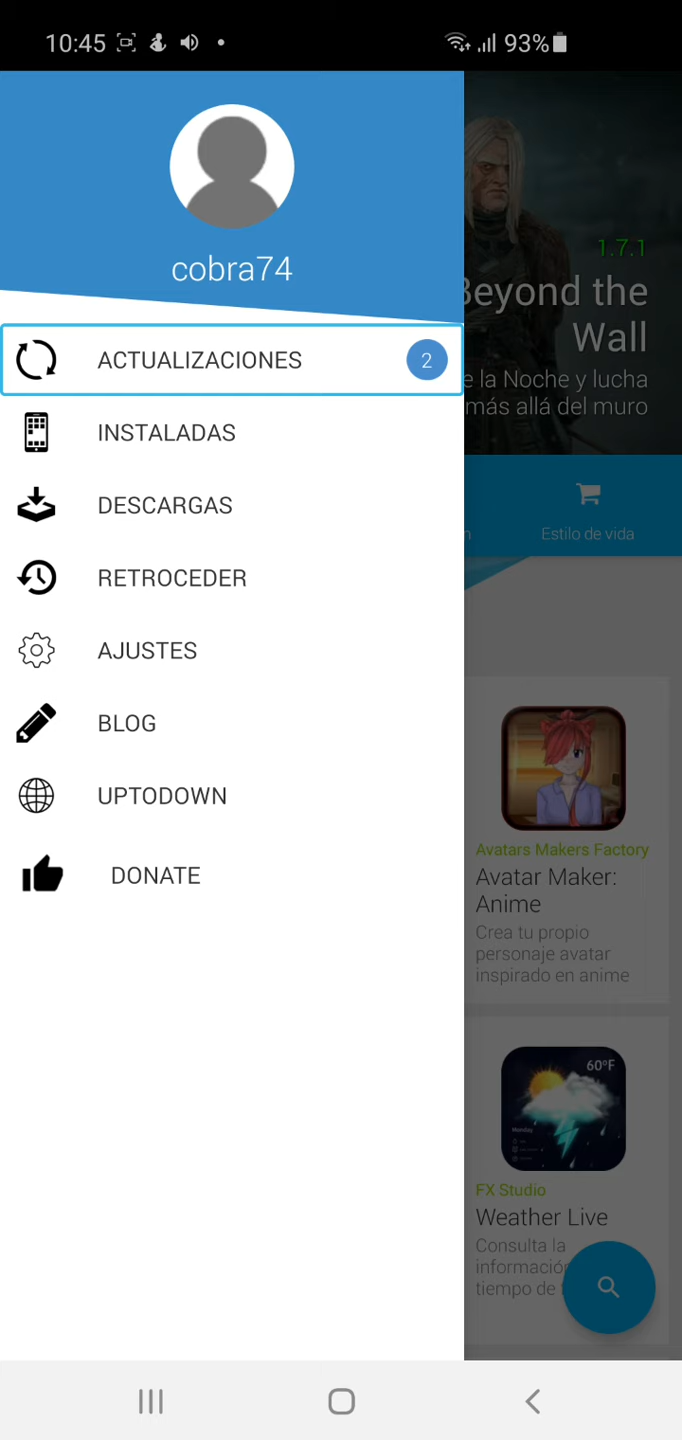 10:45
93%
cobra74
ACTUALIZACIONES
2
INSTALADAS
DESCARGAS
RETROCEDER
AJUSTES
BLOG
UPTODOWN
DONATE
1.7.1
Beyond the
Wall
e la Noche y lucha
más allá del muro
n
Estilo de vida
Avatars Makers Factory
Avatar Maker:
Anime
Crea tu propio
personaje avatar
inspirado en anime
60°F
Monday
FX Studio
Weather Live
Consulta la
información
tiempo de